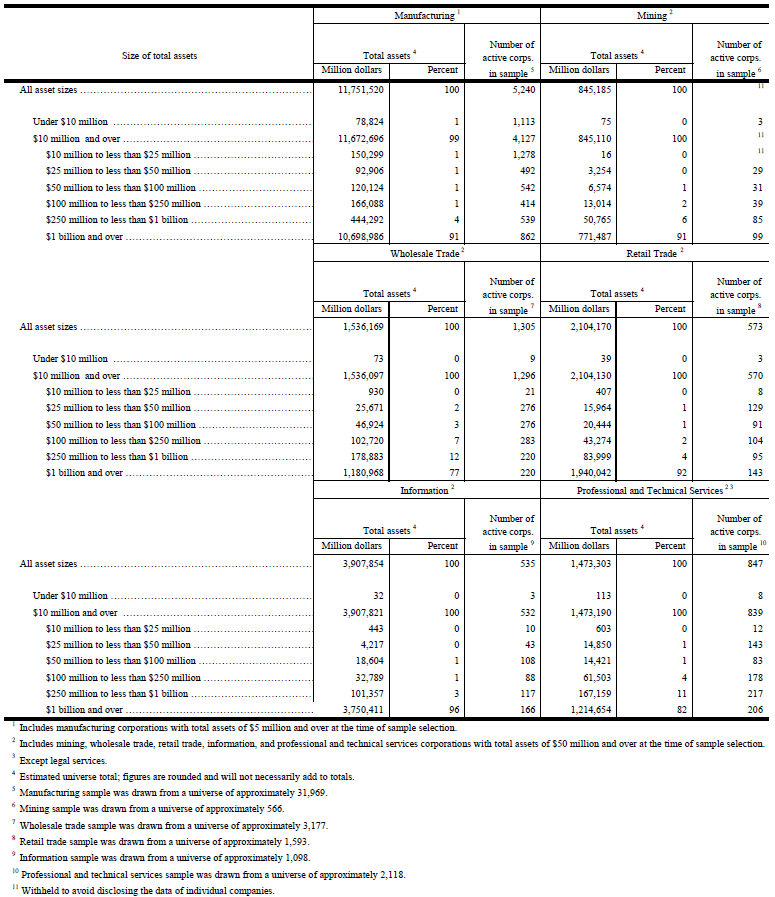 Manufacturing 1 Mining 2
Number of Number of
Size of total assets Total assets 4 active corps. Total assets 4 active corps.
Million dollars Percent in sample 5 Million dollars Percent in sample 6
All asset sizes 11,751,520 100 5,240 845,185 100 11
Under $10 million 78,824 1 1,113 75 0 3
$10 million and over 11,672,696 99 4,127 845,110 100 11
$10 million to less than $25 million 150,299 1 1,278 16 0 11
$25 million to less than $50 million 92,906 1 492 3,254 0 29
$50 million to less than $100 million 120,124 1 542 6,574 1 31
$100 million to less than $250 million 166,088 1 414 13,014 2 39
$250 million to less than $1 billion 444,292 4 539 50,765 6 85
$1 billion and over 10,698,986 91 862 771,487 91 99
Wholesale Trade 2 Retail Trade 2
Number of Number of
Total assets 4 active corps. Total assets 4 active corps.
Million dollars Percent in sample 7 Million dollars Percent in sample 8
All asset sizes 1,536,169 100 1,305 2,104,170 100 573
Under $10 million 73 0 9 39 0 3
$10 million and over 1,536,097 100 1,296 2,104,130 100 570
$10 million to less than $25 million 930 0 21 407 0 8
$25 million to less than $50 million 25,671 2 276 15,964 1 129
$50 million to less than $100 million 46,924 3 276 20,444 1 91
$100 million to less than $250 million 102,720 7 283 43,274 2 104
$250 million to less than $1 billion 178,883 12 220 83,999 4 95
$1 billion and over 1,180,968 77 220 1,940,042 92 143
Information 2 Professional and Technical Services 2 3
Number of Number of
Total assets 4 active corps. Total assets 4 active corps.
Million dollars Percent in sample 9 Million dollars Percent in sample 10
All asset sizes 3,907,854 100 535 1,473,303 100 847
Under $10 million 32 0 3 113 0 8
$10 million and over 3,907,821 100 532 1,473,190 100 839
$10 million to less than $25 million 443 0 10 603 0 12
$25 million to less than $50 million 4,217 0 43 14,850 1 143
$50 million to less than $100 million 18,604 1 108 14,421 1 83
$100 million to less than $250 million 32,789 1 88 61,503 4 178
$250 million to less than $1 billion 101,357 3 117 167,159 11 217
$1 billion and over 3,750,411 96 166 1,214,654 82 206
1 Includes manufacturing corporations with total assets of $5 million and over at the time of sample selection.
2 Includes mining, wholesale trade, retail trade, information, and professional and technical services corporations with total assets of $50 million and over at the time of sample selection.
3 Except legal services.
4 Estimated universe total; figures are rounded and will not necessarily add to totals.
5 Manufacturing sample was drawn from a universe of approximately 31,969.
6 Mining sample was drawn from a universe of approximately 566.
7 Wholesale trade sample was drawn from a universe of approximately 3,177.
8 Retail trade sample was drawn from a universe of approximately 1,593.
9 Information sample was drawn from a universe of approximately 1,098.
10 Professional and technical services sample was drawn from a universe of approximately 2,118.
11 Withheld to avoid disclosing the data of individual companies.